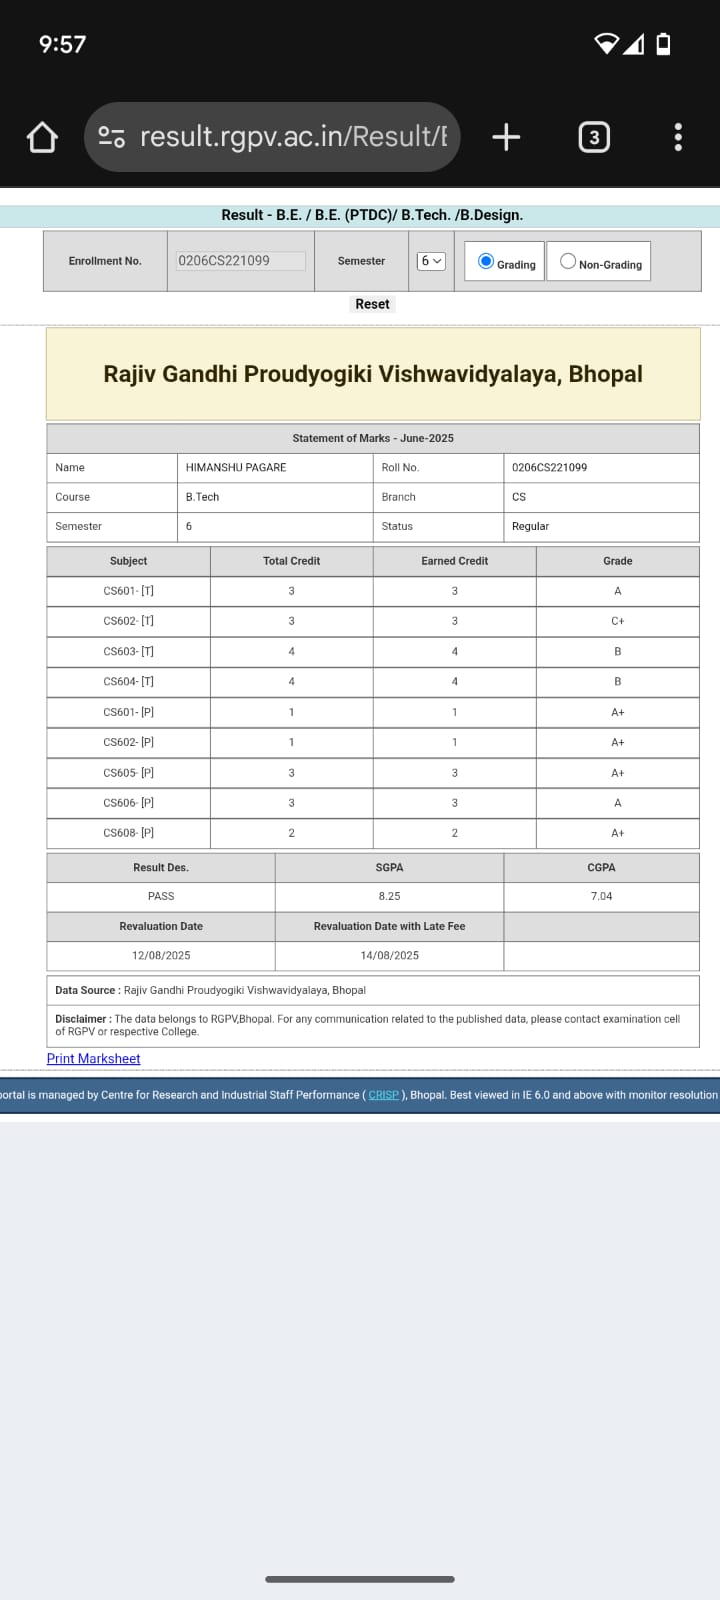 9:57
result.rgpv.ac.in/Result/
3
Result - B.E. / B.E. (PTDC)/ B.Tech. /B.Design.
Enrollment No. 0206CS221099 Semester 6 Grading Non-Grading
Reset
Rajiv Gandhi Proudyogiki Vishwavidyalaya, Bhopal
Statement of Marks - June-2025
Name HIMANSHU PAGARE Roll No. 0206CS221099
Course B.Tech Branch CS
Semester 6 Status Regular
Subject Total Credit Earned Credit Grade
CS601- [T] 3 3 A
CS602- [T] 3 3 C+
CS603- [T] 4 4 B
CS604- [T] 4 4 B
CS601- [P] 1 1 A+
CS602- [P] 1 1 A+
CS605- [P] 3 3 A+
CS606- [P] 3 3 A
CS608- [P] 2 2 A+
Result Des. SGPA CGPA
PASS 8.25 7.04
Revaluation Date Revaluation Date with Late Fee
12/08/2025 14/08/2025
Data Source : Rajiv Gandhi Proudyogiki Vishwavidyalaya, Bhopal
Disclaimer : The data belongs to RGPV,Bhopal. For any communication related to the published data, please contact examination cell
of RGPV or respective College.
Print Marksheet
portal is managed by Centre for Research and Industrial Staff Performance ( CRISP ), Bhopal. Best viewed in IE 6.0 and above with monitor resolution